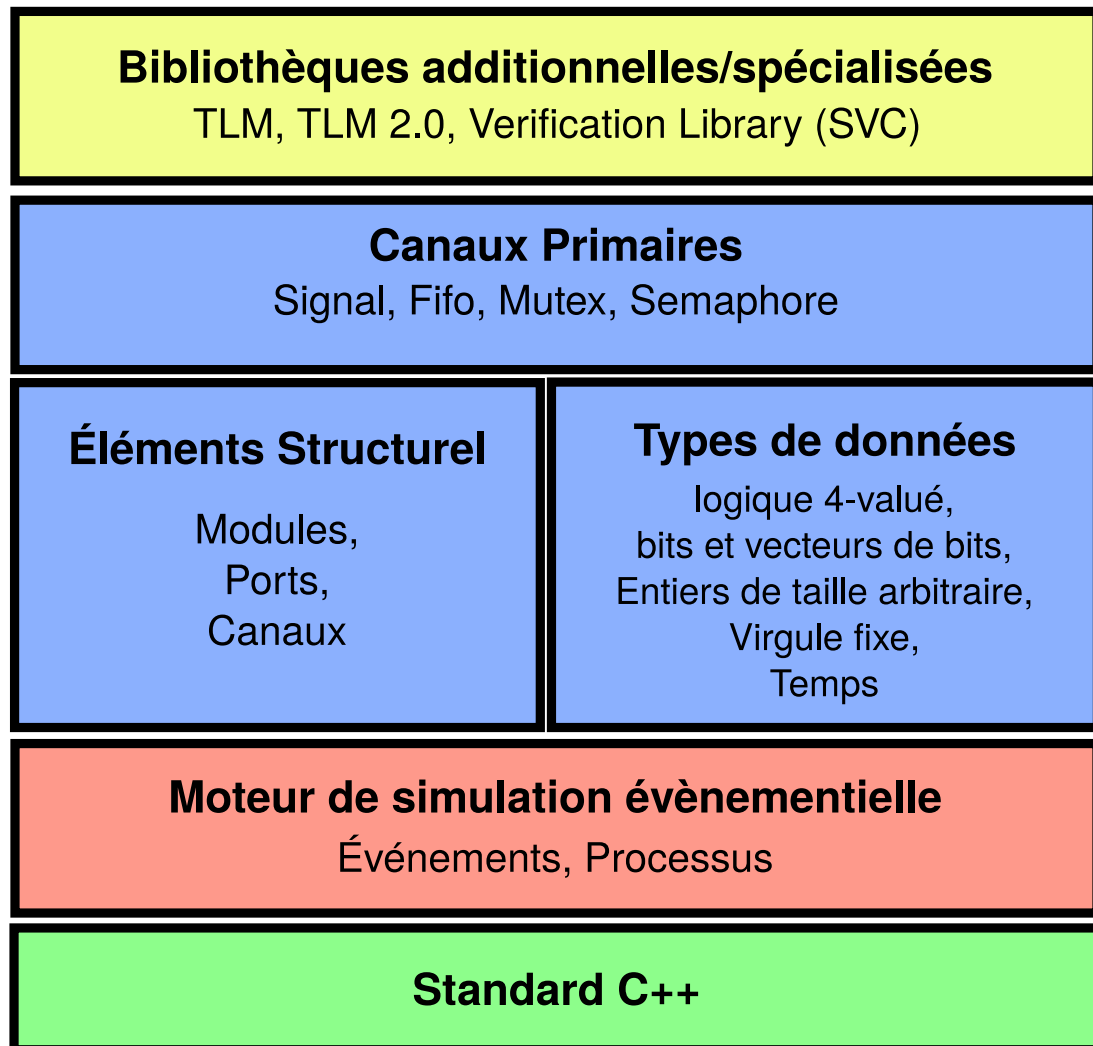 Bibliothèques additionnelles/spécialisées
TLM, TLM 2.0, Verification Library (SVC)
Canaux Primaires
Signal, Fifo, Mutex, Semaphore
Éléments Structurel
Modules,
Ports,
Canaux
Types de données
logique 4-valué,
bits et vecteurs de bits,
Entiers de taille arbitraire,
Virgule fixe,
Temps
Moteur de simulation évènementielle
Événements, Processus
Standard C++